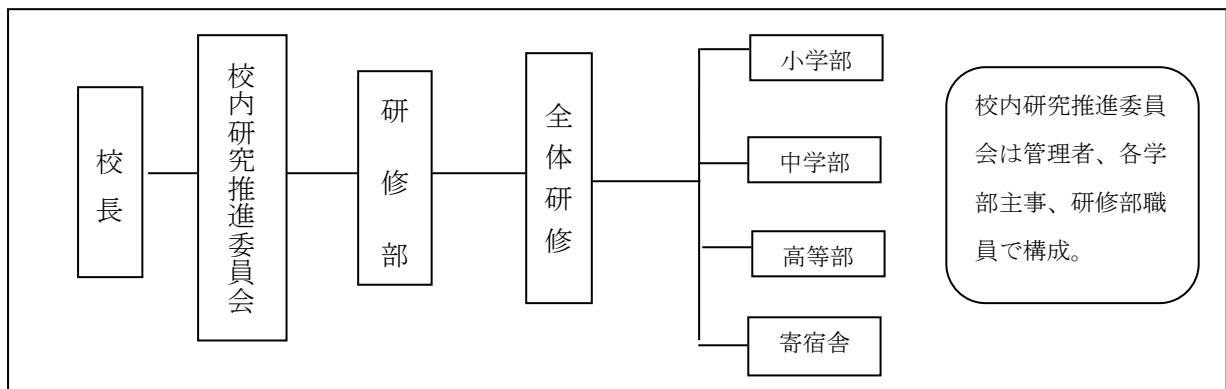 校長
校内研究推進委員会
研修部
全体研修
小学部
中学部
高等部
寄宿舎
校内研究推進委員
会は管理者、各学
部主事、研修部職
員で構成。